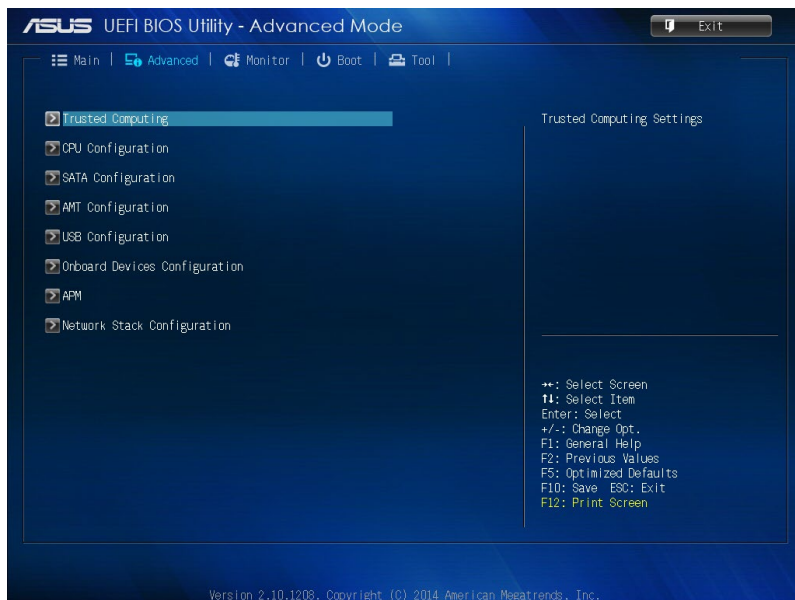 ASUS UEFI BIOS Utility - Advanced Mode
Exit
Main | Advanced | Monitor | Boot | Tool |
Trusted Computing
CPU Configuration
SATA Configuration
AMT Configuration
USB Configuration
Onboard Devices Configuration
APM
Network Stack Configuration
Trusted Computing Settings
→←: Select Screen
↑↓: Select Item
Enter: Select
+/-: Change Opt.
F1: General Help
F2: Previous Values
F5: Optimized Defaults
F10: Save ESC: Exit
F12: Print Screen
Version 2.10.1208. Copyright (C) 2014 American Megatrends, Inc.